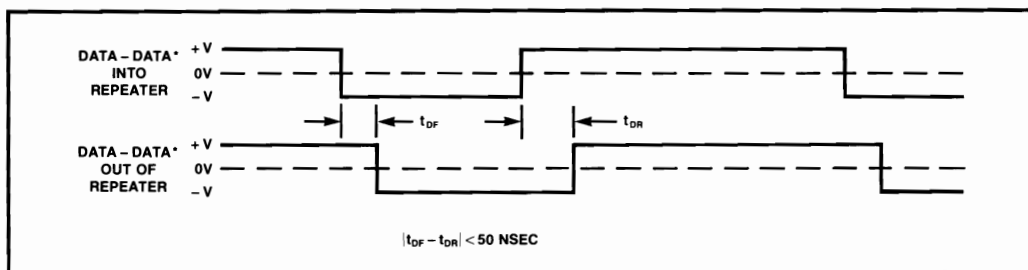 DATA – DATA*
INTO
REPEATER
+ V
0V
– V
t_DF
t_DR
DATA – DATA*
OUT OF
REPEATER
+ V
0V
– V
|t_DF – t_DR| < 50 NSEC